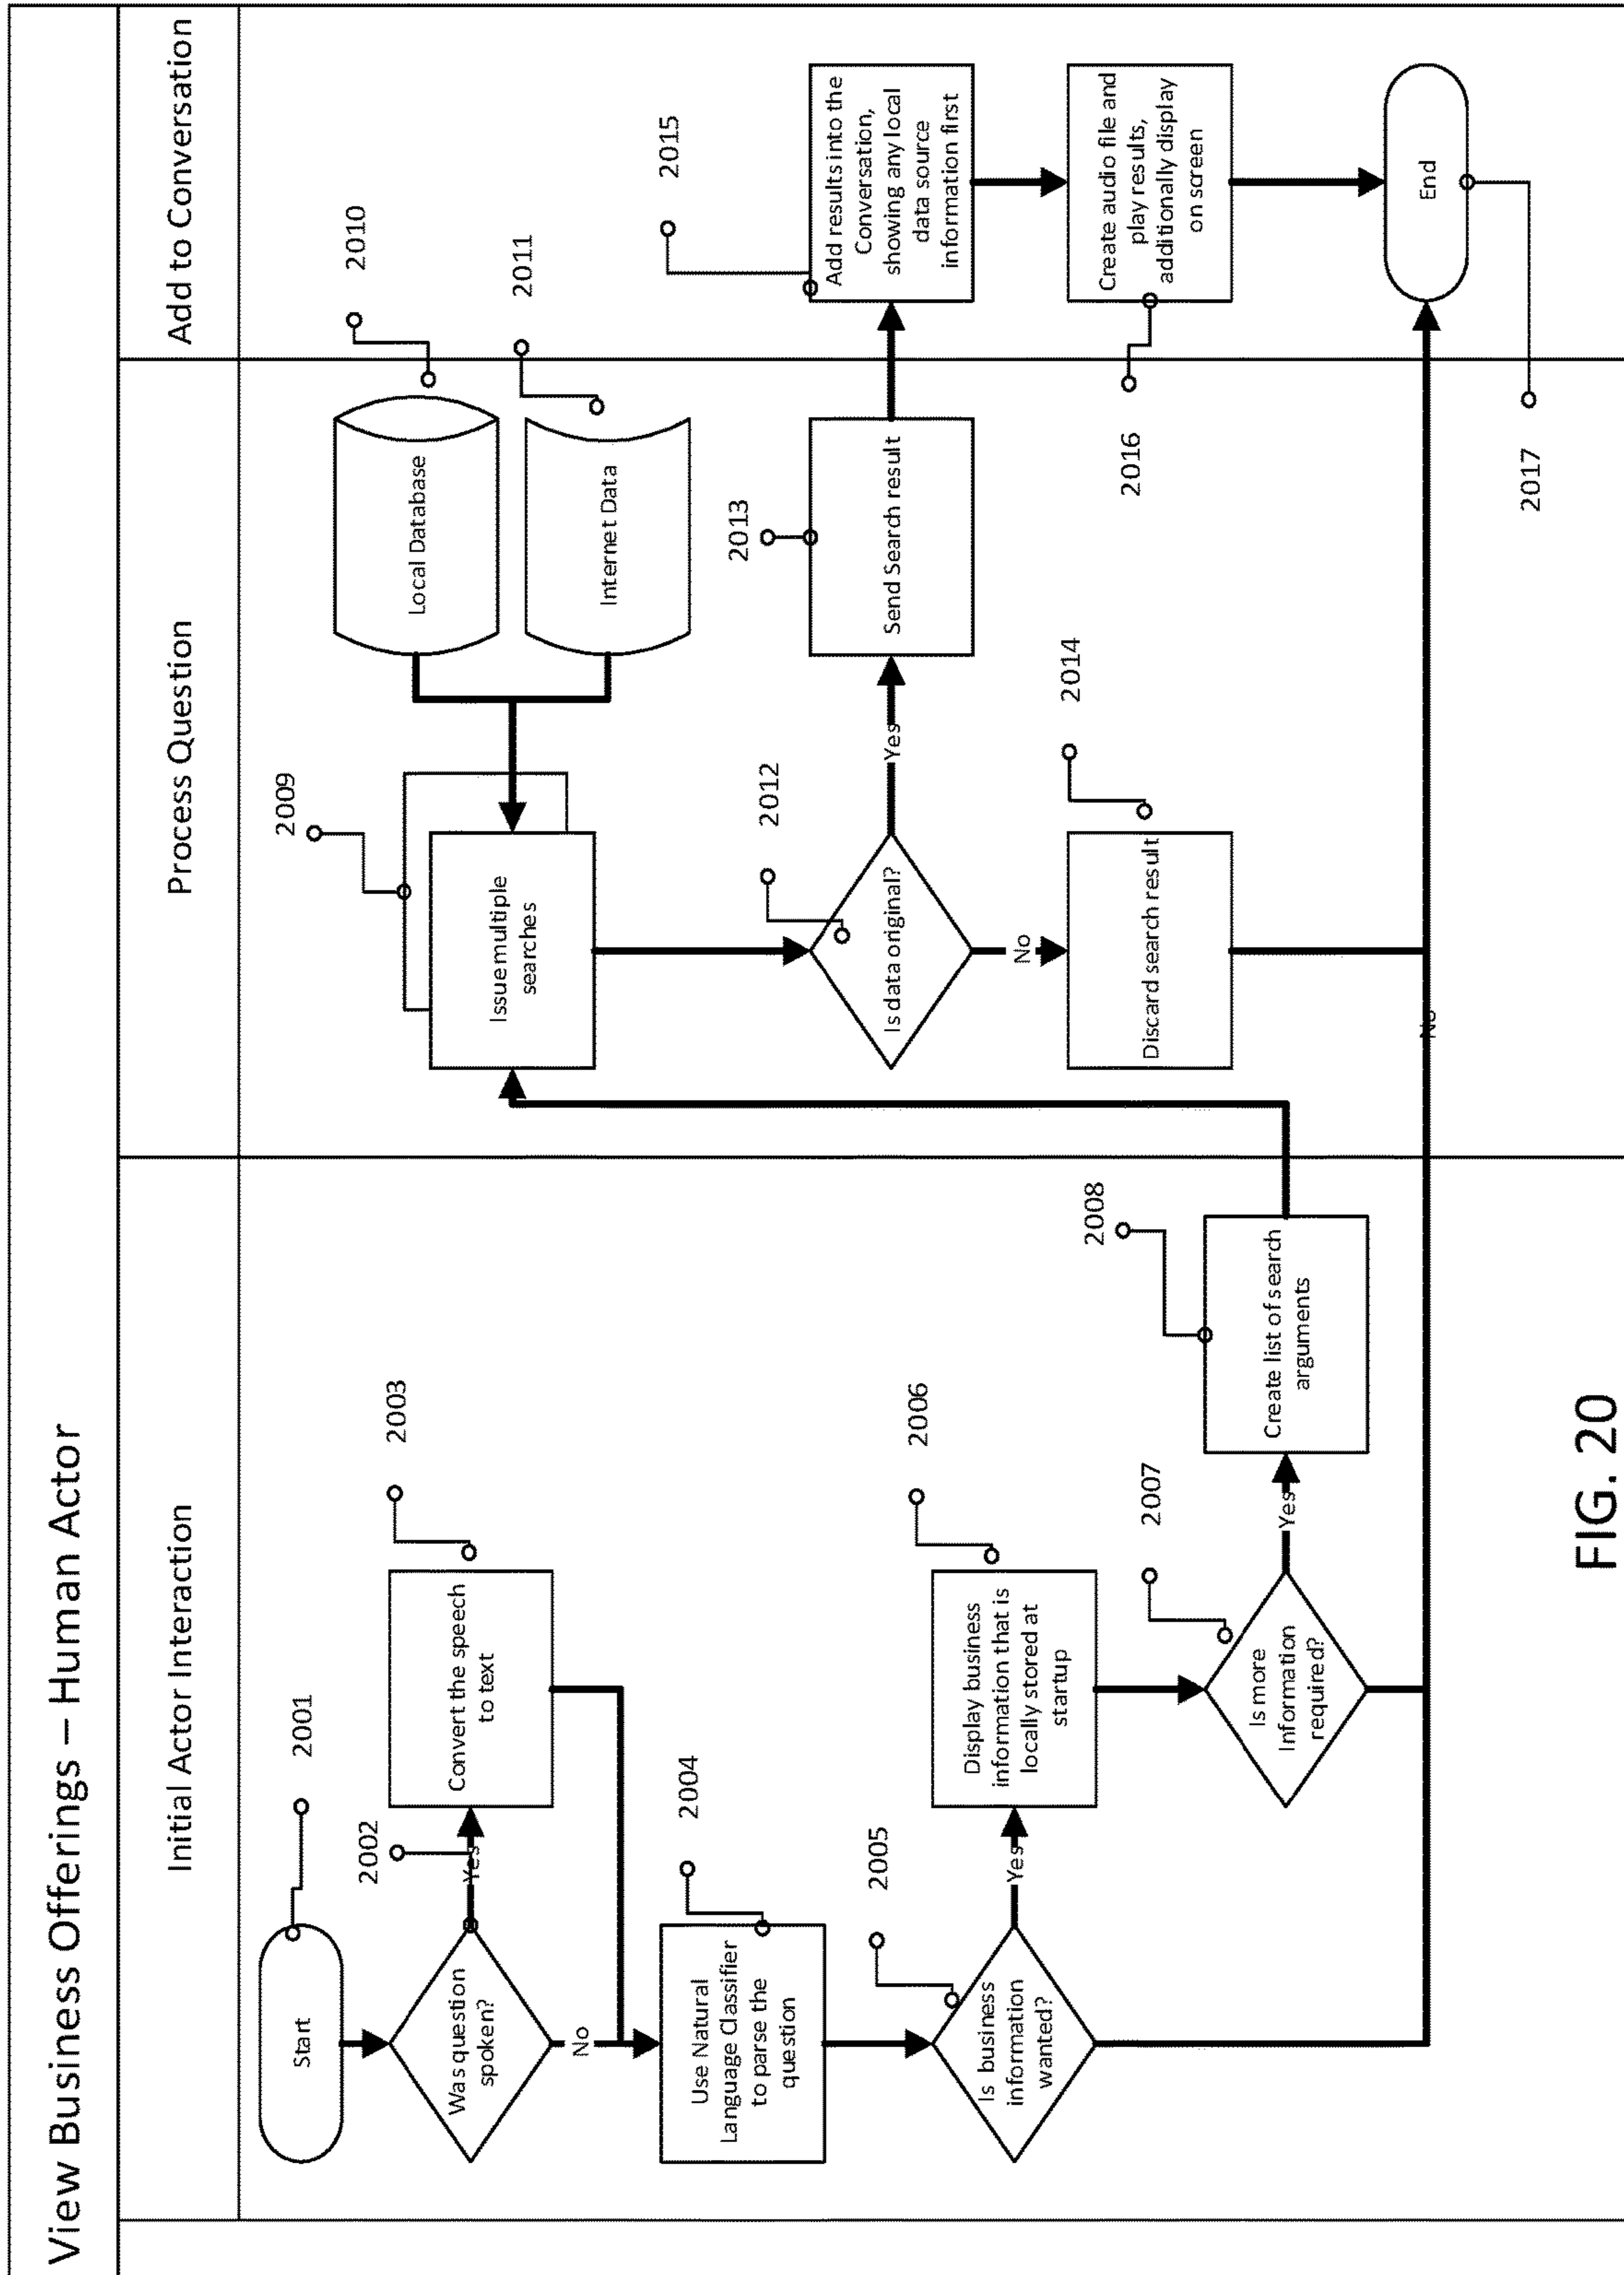 View Business Offerings – Human Actor
Initial Actor Interaction
Process Question
Add to Conversation
Start
2001
Was question
spoken?
Yes
2002
No
Convert the speech
to text
2003
Use Natural
Language Classifier
to parse the
question
2004
Is business
information
wanted?
2005
Yes
Display business
information that is
locally stored at
startup
2006
Is more
Information
required?
2007
Yes
Create list of search
arguments
2008
No
Issue multiple
searches
2009
Local Database
2010
Internet Data
2011
Is data original?
2012
Yes
No
Send Search result
2013
Discard search result
2014
Add results into the
Conversation,
showing any local
data source
information first
2015
Create audio file and
play results,
additionally display
on screen
2016
End
2017
FIG. 20